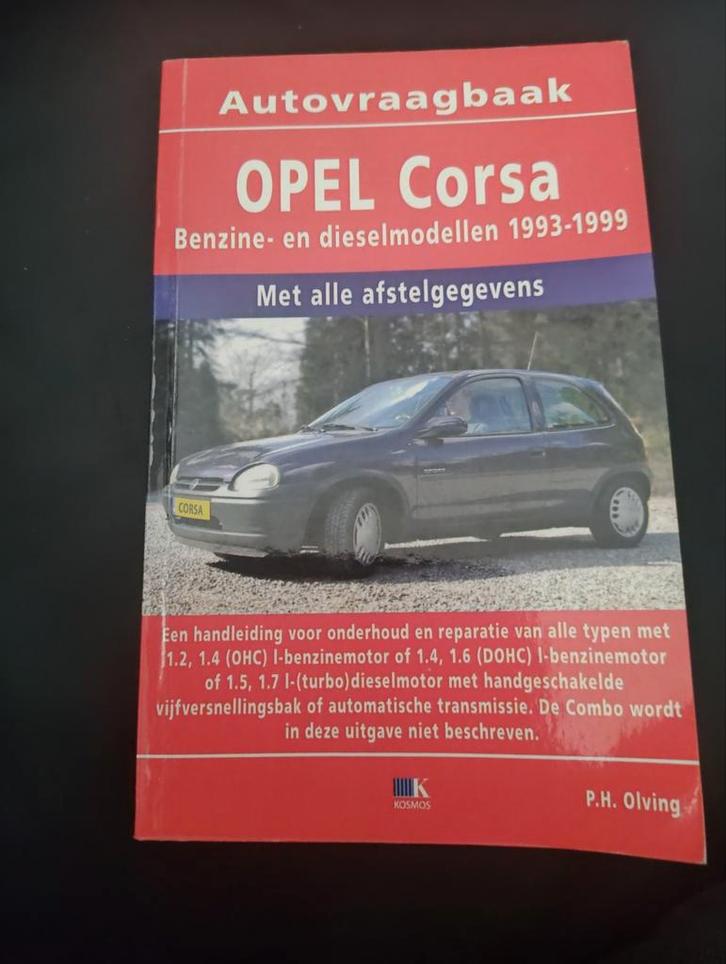 Autovraagbaak
OPEL Corsa
Benzine- en dieselmodellen 1993-1999
Met alle afstelgegevens
CORSA
Een handleiding voor onderhoud en reparatie van alle typen met
1.2, 1.4 (OHC) l-benzinemotor of 1.4, 1.6 (DOHC) l-benzinemotor
of 1.5, 1.7 l-(turbo)dieselmotor met handgeschakelde
vijfversnellingsbak of automatische transmissie. De Combo wordt
in deze uitgave niet beschreven.
K
KOSMOS
P.H. Olving